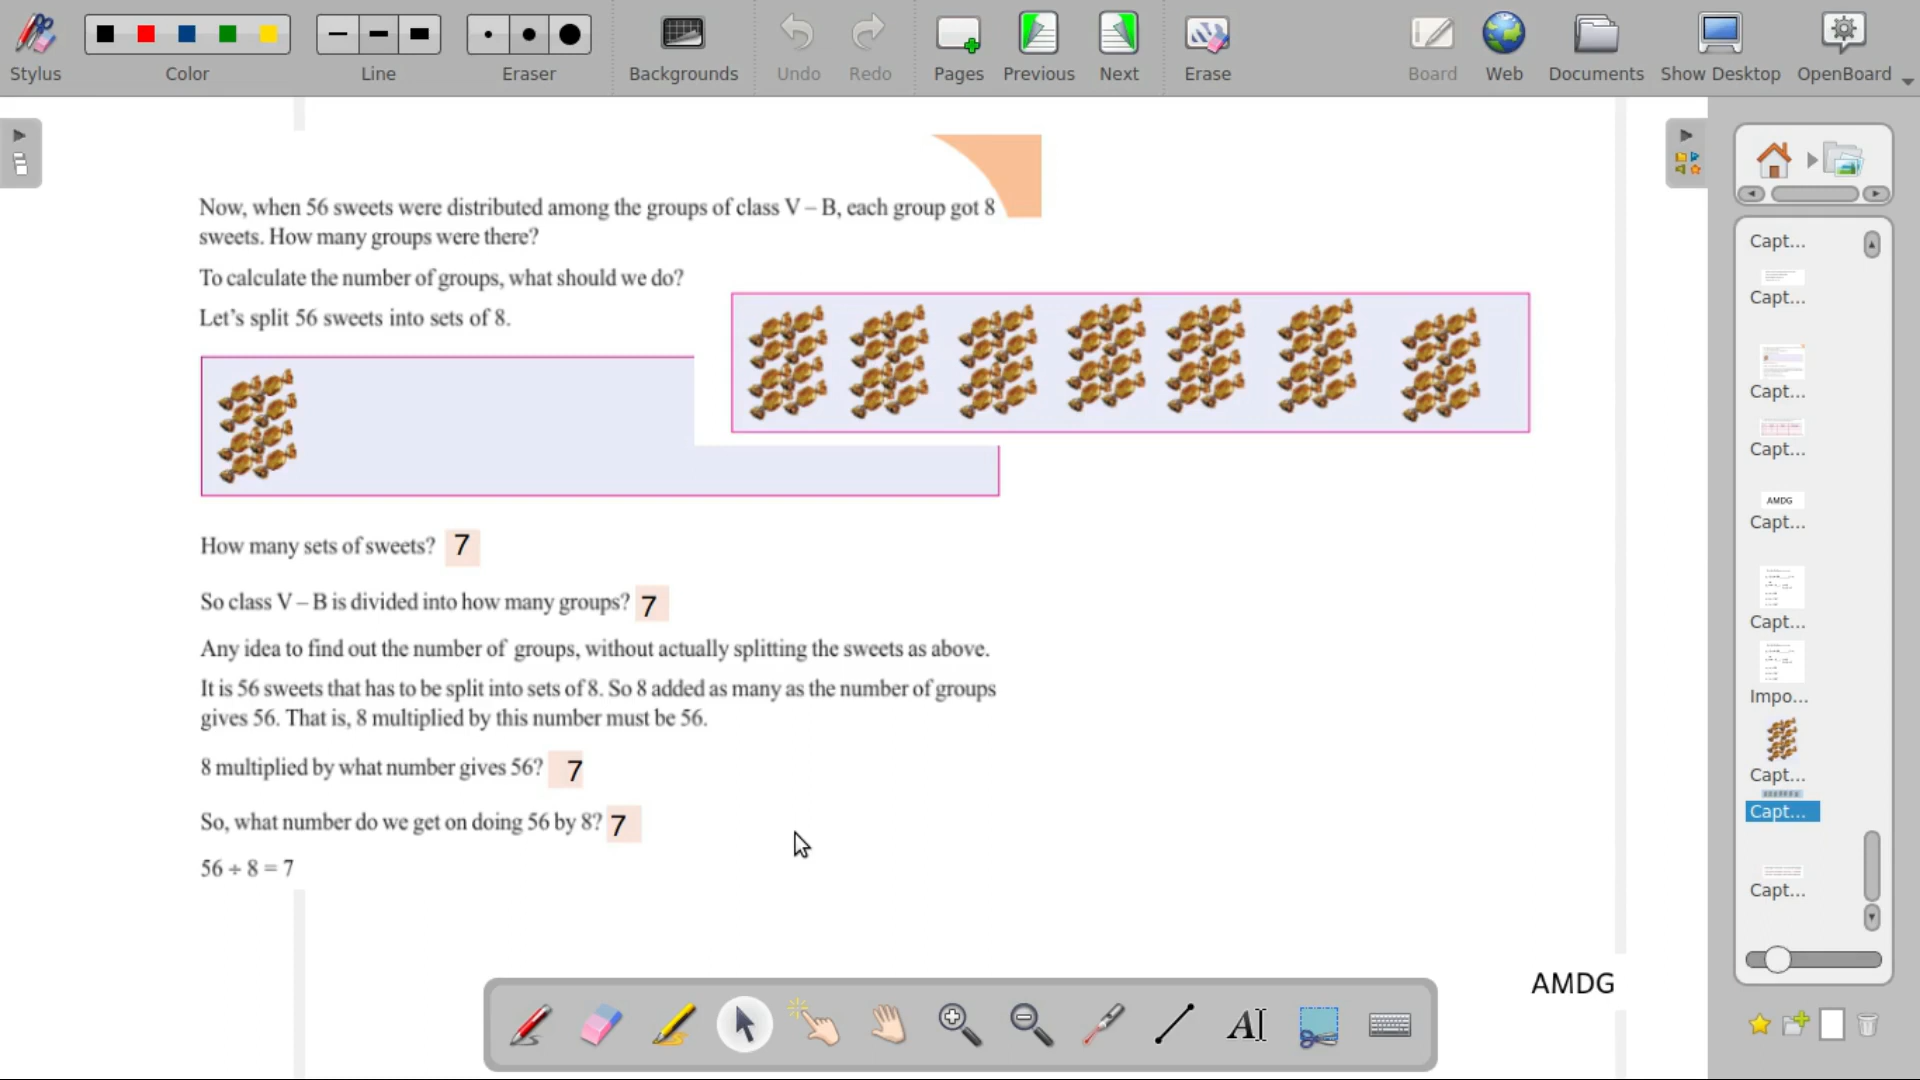 Stylus
Color
Line
Eraser
Backgrounds
Undo
Redo
Pages
Previous
Next
Erase
Board
Web
Documents
Show Desktop
OpenBoard
Now, when 56 sweets were distributed among the groups of class V – B, each group got 8
sweets. How many groups were there?
To calculate the number of groups, what should we do?
Let's split 56 sweets into sets of 8.
How many sets of sweets? 7
So class V – B is divided into how many groups? 7
Any idea to find out the number of groups, without actually splitting the sweets as above.
It is 56 sweets that has to be split into sets of 8. So 8 added as many as the number of groups
gives 56. That is, 8 multiplied by this number must be 56.
8 multiplied by what number gives 56? 7
So, what number do we get on doing 56 by 8? 7
56 ÷ 8 = 7
AMDG
Capt...
Capt...
Capt...
Capt...
AMDG
Capt...
Capt...
Impo...
Capt...
Capt...
Capt...
AI